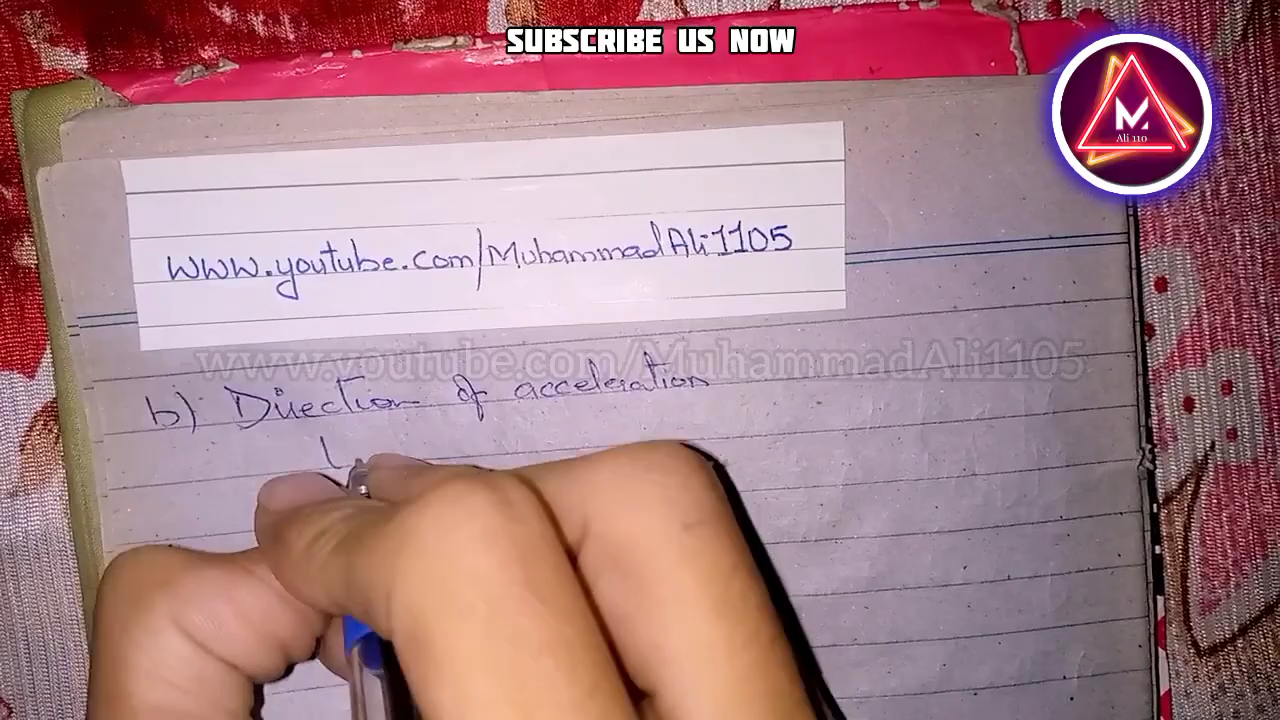 SUBSCRIBE US NOW
M
Ali 110
www.youtube.com/MuhammadAli1105
www.youtube.com/MuhammadAli1105
b) Direction of acceleration